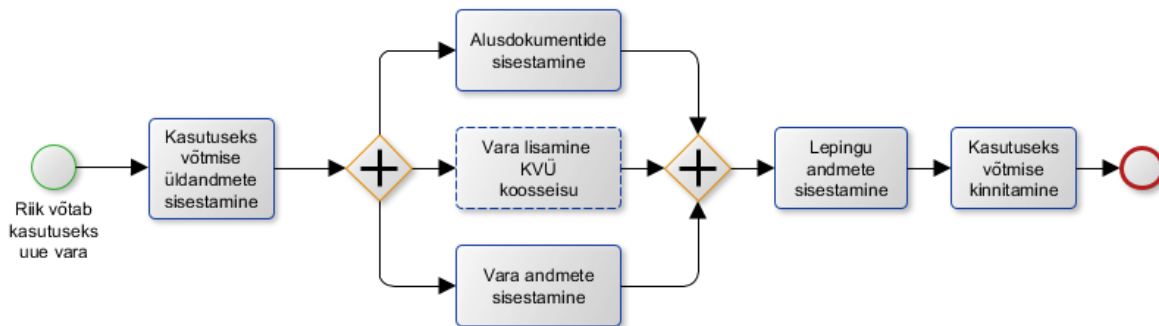 Riik võtab
kasutuseks
uue vara
Kasutuseks
võtmise
üldandmete
sisestamine
Alusdokumentide
sisestamine
Vara lisamine
KVÜ
koosseisu
Vara andmete
sisestamine
Lepingu
andmete
sisestamine
Kasutuseks
võtmise
kinnitamine